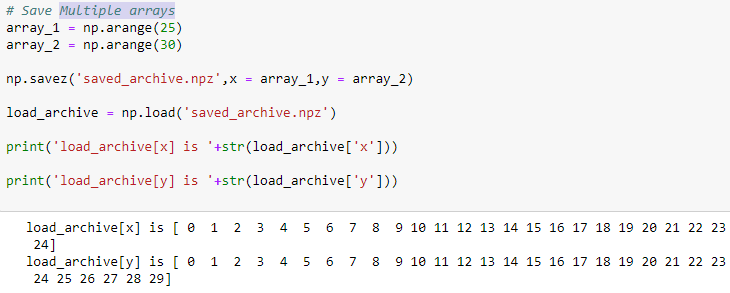 # Save Multiple arrays
array_1 = np.arange(25)
array_2 = np.arange(30)
np.savez('saved_archive.npz',x = array_1,y = array_2)
load_archive = np.load('saved_archive.npz')
print('load_archive[x] is '+str(load_archive['x']))
print('load_archive[y] is '+str(load_archive['y']))
load_archive[x] is [ 0  1  2  3  4  5  6  7  8  9 10 11 12 13 14 15 16 17 18 19 20 21 22 23
 24]
load_archive[y] is [ 0  1  2  3  4  5  6  7  8  9 10 11 12 13 14 15 16 17 18 19 20 21 22 23
 24 25 26 27 28 29]